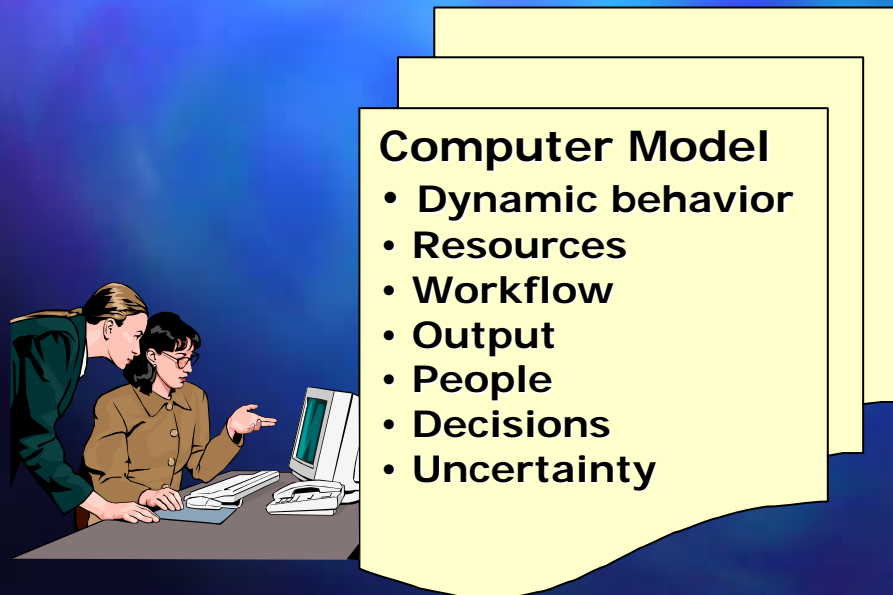 Computer Model
• Dynamic behavior
• Resources
• Workflow
• Output
• People
• Decisions
• Uncertainty